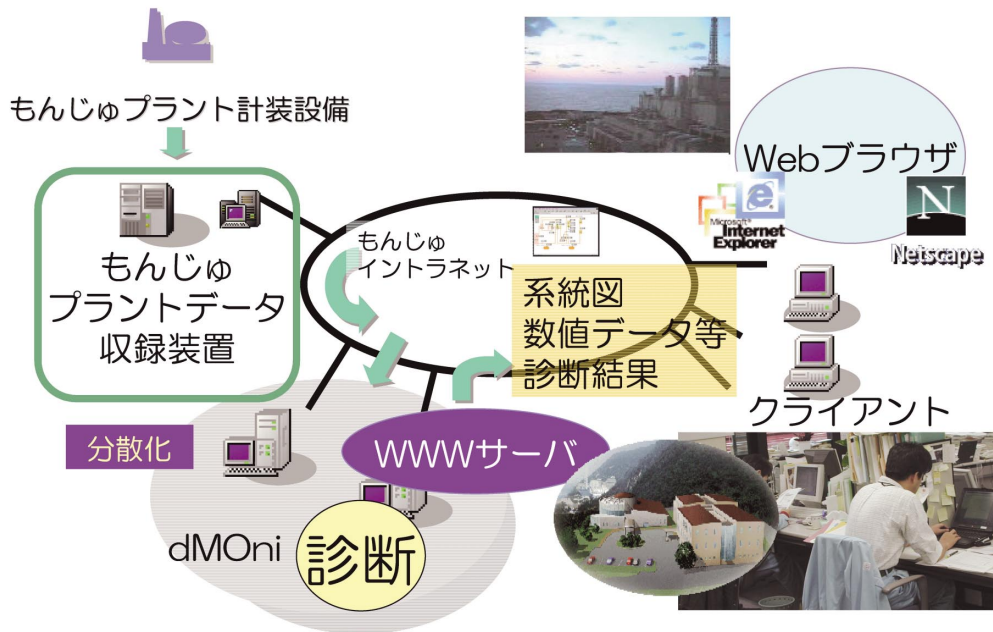 もんじゅプラント計装設備
もんじゅ
プラントデータ
収録装置
もんじゅ
イントラネット
系統図
数値データ等
診断結果
Webブラウザ
Microsoft®
Internet
Explorer
N
Netscape
クライアント
分散化
WWWサーバ
dMOni
診断